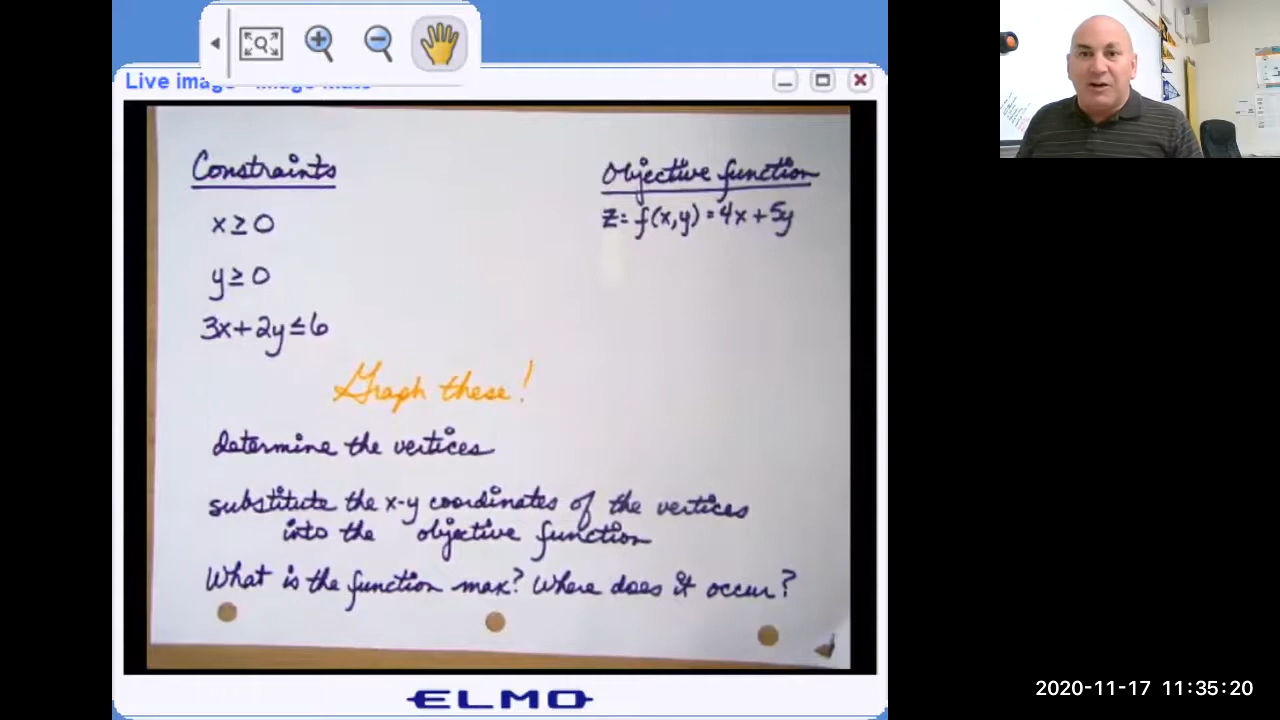 Live image
Constraints
Objective function
x ≥ 0
z = f(x,y) = 4x + 5y
y ≥ 0
3x + 2y ≤ 6
Graph these!
determine the vertices
substitute the x-y coordinates of the vertices
into the objective function
What is the function max? Where does it occur?
ELMO
2020-11-17 11:35:20